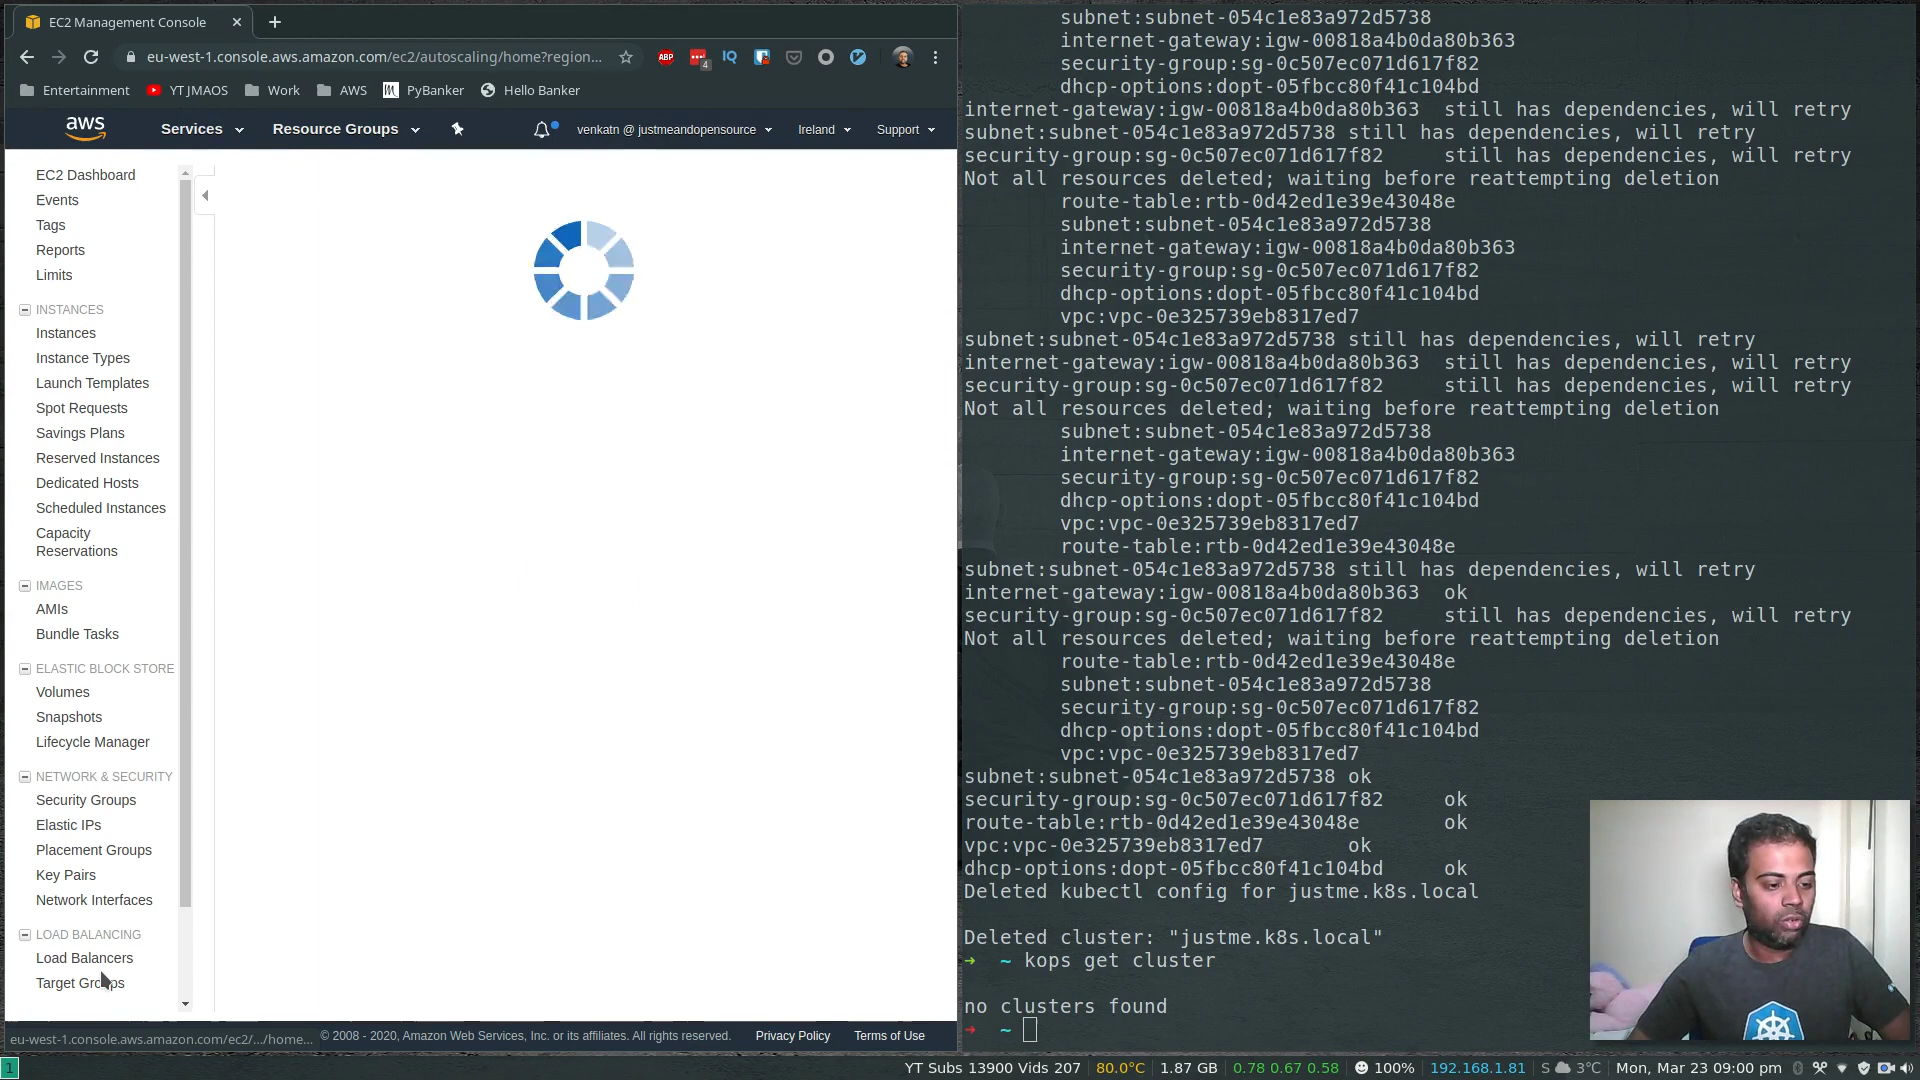 EC2 Management Console
eu-west-1.console.aws.amazon.com/ec2/autoscaling/home?region...
ABP
4
IQ
Entertainment
YT JMAOS
Work
AWS
PyBanker
Hello Banker
aws
Services
Resource Groups
venkatn @ justmeandopensource
Ireland
Support
EC2 Dashboard
Events
Tags
Reports
Limits
INSTANCES
Instances
Instance Types
Launch Templates
Spot Requests
Savings Plans
Reserved Instances
Dedicated Hosts
Scheduled Instances
Capacity
Reservations
IMAGES
AMIs
Bundle Tasks
ELASTIC BLOCK STORE
Volumes
Snapshots
Lifecycle Manager
NETWORK & SECURITY
Security Groups
Elastic IPs
Placement Groups
Key Pairs
Network Interfaces
LOAD BALANCING
Load Balancers
Target Groups
eu-west-1.console.aws.amazon.com/ec2/.../home...
© 2008 - 2020, Amazon Web Services, Inc. or its affiliates. All rights reserved.
Privacy Policy
Terms of Use
subnet:subnet-054c1e83a972d5738
internet-gateway:igw-00818a4b0da80b363
security-group:sg-0c507ec071d617f82
dhcp-options:dopt-05fbcc80f41c104bd
internet-gateway:igw-00818a4b0da80b363 still has dependencies, will retry
subnet:subnet-054c1e83a972d5738 still has dependencies, will retry
security-group:sg-0c507ec071d617f82 still has dependencies, will retry
Not all resources deleted; waiting before reattempting deletion
route-table:rtb-0d42ed1e39e43048e
subnet:subnet-054c1e83a972d5738
internet-gateway:igw-00818a4b0da80b363
security-group:sg-0c507ec071d617f82
dhcp-options:dopt-05fbcc80f41c104bd
vpc:vpc-0e325739eb8317ed7
subnet:subnet-054c1e83a972d5738 still has dependencies, will retry
internet-gateway:igw-00818a4b0da80b363 still has dependencies, will retry
security-group:sg-0c507ec071d617f82 still has dependencies, will retry
Not all resources deleted; waiting before reattempting deletion
subnet:subnet-054c1e83a972d5738
internet-gateway:igw-00818a4b0da80b363
security-group:sg-0c507ec071d617f82
dhcp-options:dopt-05fbcc80f41c104bd
vpc:vpc-0e325739eb8317ed7
route-table:rtb-0d42ed1e39e43048e
subnet:subnet-054c1e83a972d5738 still has dependencies, will retry
internet-gateway:igw-00818a4b0da80b363 ok
security-group:sg-0c507ec071d617f82 still has dependencies, will retry
Not all resources deleted; waiting before reattempting deletion
route-table:rtb-0d42ed1e39e43048e
subnet:subnet-054c1e83a972d5738
security-group:sg-0c507ec071d617f82
dhcp-options:dopt-05fbcc80f41c104bd
vpc:vpc-0e325739eb8317ed7
subnet:subnet-054c1e83a972d5738 ok
security-group:sg-0c507ec071d617f82 ok
route-table:rtb-0d42ed1e39e43048e ok
vpc:vpc-0e325739eb8317ed7 ok
dhcp-options:dopt-05fbcc80f41c104bd ok
Deleted kubectl config for justme.k8s.local
Deleted cluster: "justme.k8s.local"
➜ ~ kops get cluster
no clusters found
➜ ~
1
YT Subs 13900 Vids 207 80.0°C 1.87 GB 0.78 0.67 0.58 100% 192.168.1.81 S 3°C Mon, Mar 23 09:00 pm